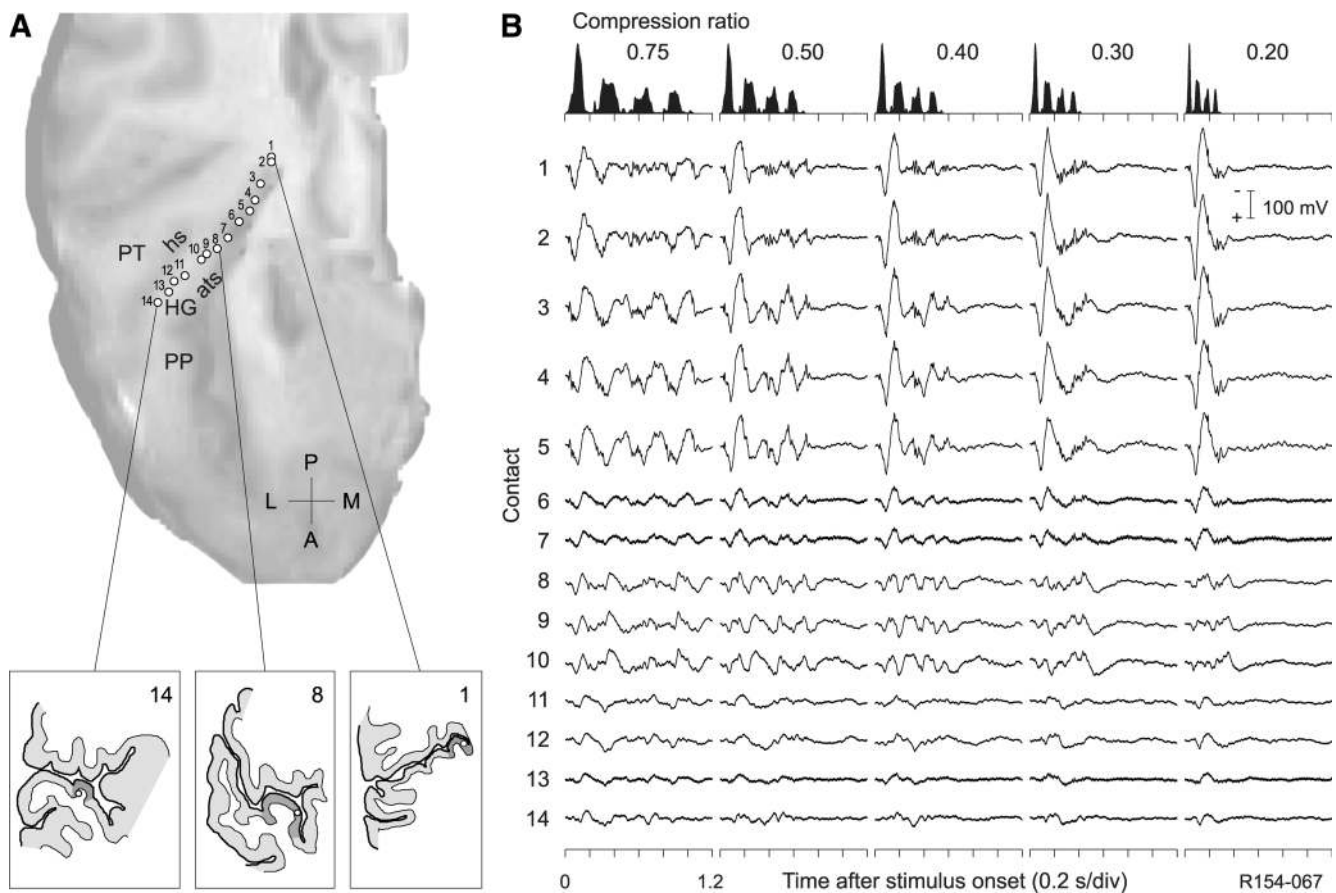 A
1
2
3
4
5
6
7
8
9
10
11
12
13
14
PT
hs
ats
HG
PP
P
L
M
A
14
8
1
B
Compression ratio
0.75 0.50 0.40 0.30 0.20
1
-
+ 100 mV
2
3
4
5
Contact
6
7
8
9
10
11
12
13
14
0 1.2 Time after stimulus onset (0.2 s/div) R154-067